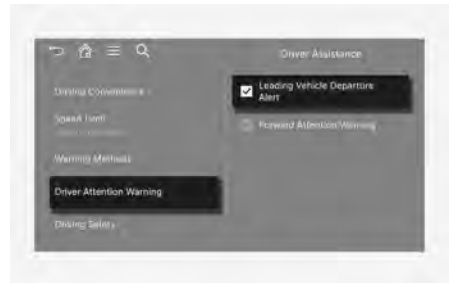 Driver Assistance
Driving Convenience
Speed Limit
Warning Methods
Driver Attention Warning
Driving Safety
Leading Vehicle Departure
Alert
Forward Attention Warning